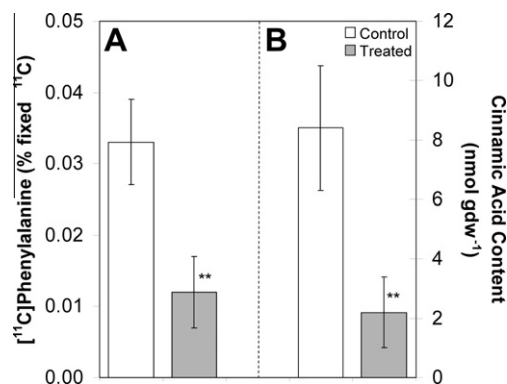 A
B
Control
Treated
[¹¹C]Phenylalanine (% fixed ¹¹C)
0.05
0.04
0.03
0.02
0.01
0.00
**
**
12
10
8
6
4
2
0
Cinnamic Acid Content
(nmol gdw⁻¹)